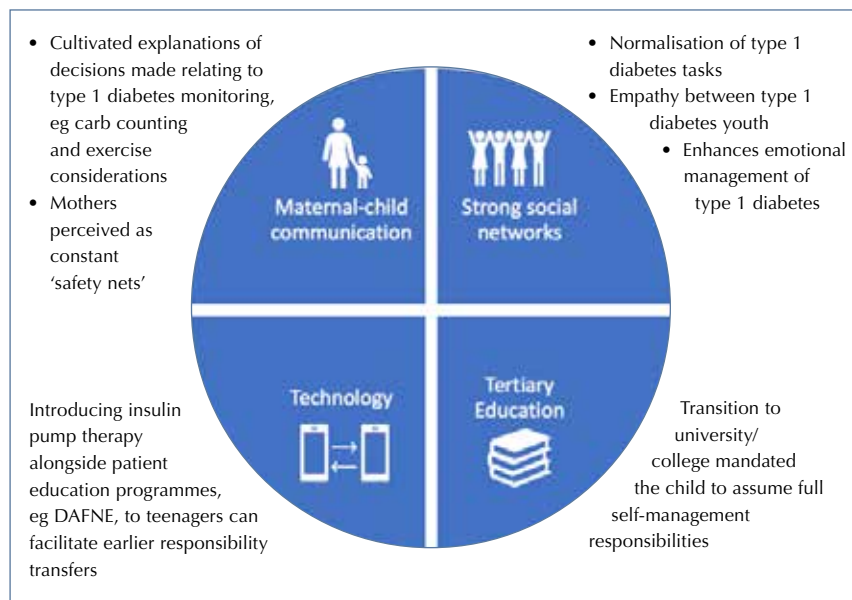 • Cultivated explanations of
decisions made relating to
type 1 diabetes monitoring,
eg carb counting
and exercise
considerations
• Mothers
perceived as
constant
‘safety nets’
Maternal-child
communication
Strong social
networks
• Normalisation of type 1
diabetes tasks
• Empathy between type 1
diabetes youth
• Enhances emotional
management of
type 1 diabetes
Introducing insulin
pump therapy
alongside patient
education programmes,
eg DAFNE, to teenagers can
facilitate earlier responsibility
transfers
Technology
Tertiary
Education
Transition to
university/
college mandated
the child to assume full
self-management
responsibilities